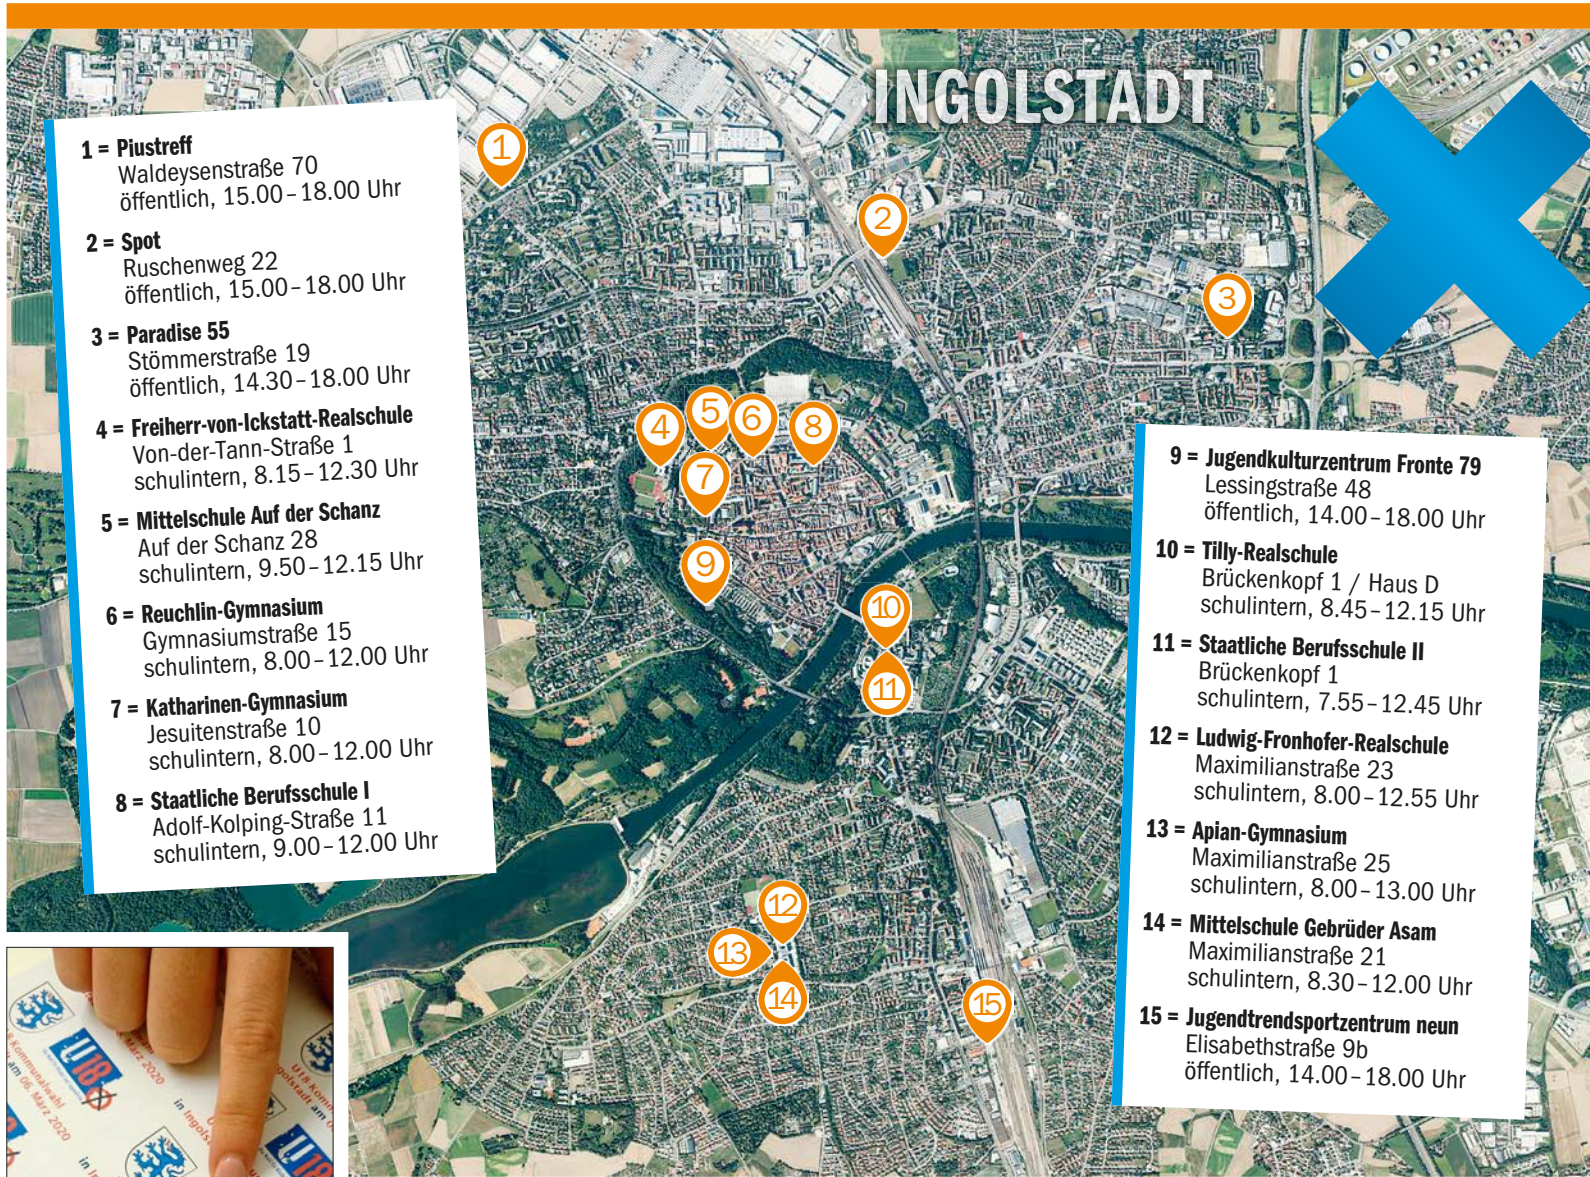 INGOLSTADT
1 = Piustreff
Waldeysenstraße 70
öffentlich, 15.00 – 18.00 Uhr
2 = Spot
Ruschenweg 22
öffentlich, 15.00 – 18.00 Uhr
3 = Paradise 55
Stömmerstraße 19
öffentlich, 14.30 – 18.00 Uhr
4 = Freiherr-von-Ickstatt-Realschule
Von-der-Tann-Straße 1
schulintern, 8.15 – 12.30 Uhr
5 = Mittelschule Auf der Schanz
Auf der Schanz 28
schulintern, 9.50 – 12.15 Uhr
6 = Reuchlin-Gymnasium
Gymnasiumstraße 15
schulintern, 8.00 – 12.00 Uhr
7 = Katharinen-Gymnasium
Jesuitenstraße 10
schulintern, 8.00 – 12.00 Uhr
8 = Staatliche Berufsschule I
Adolf-Kolping-Straße 11
schulintern, 9.00 – 12.00 Uhr
9 = Jugendkulturzentrum Fronte 79
Lessingstraße 48
öffentlich, 14.00 – 18.00 Uhr
10 = Tilly-Realschule
Brückenkopf 1 / Haus D
schulintern, 8.45 – 12.15 Uhr
11 = Staatliche Berufsschule II
Brückenkopf 1
schulintern, 7.55 – 12.45 Uhr
12 = Ludwig-Fronhofer-Realschule
Maximilianstraße 23
schulintern, 8.00 – 12.55 Uhr
13 = Apian-Gymnasium
Maximilianstraße 25
schulintern, 8.00 – 13.00 Uhr
14 = Mittelschule Gebrüder Asam
Maximilianstraße 21
schulintern, 8.30 – 12.00 Uhr
15 = Jugendtrendsportzentrum neun
Elisabethstraße 9b
öffentlich, 14.00 – 18.00 Uhr
1
2
3
4
5
6
8
7
9
10
11
12
13
14
15
März 2020
U18
Kommunalwahl
am 06. März 2020
U18 Kom
in Ingols
golstadt am
in
U18